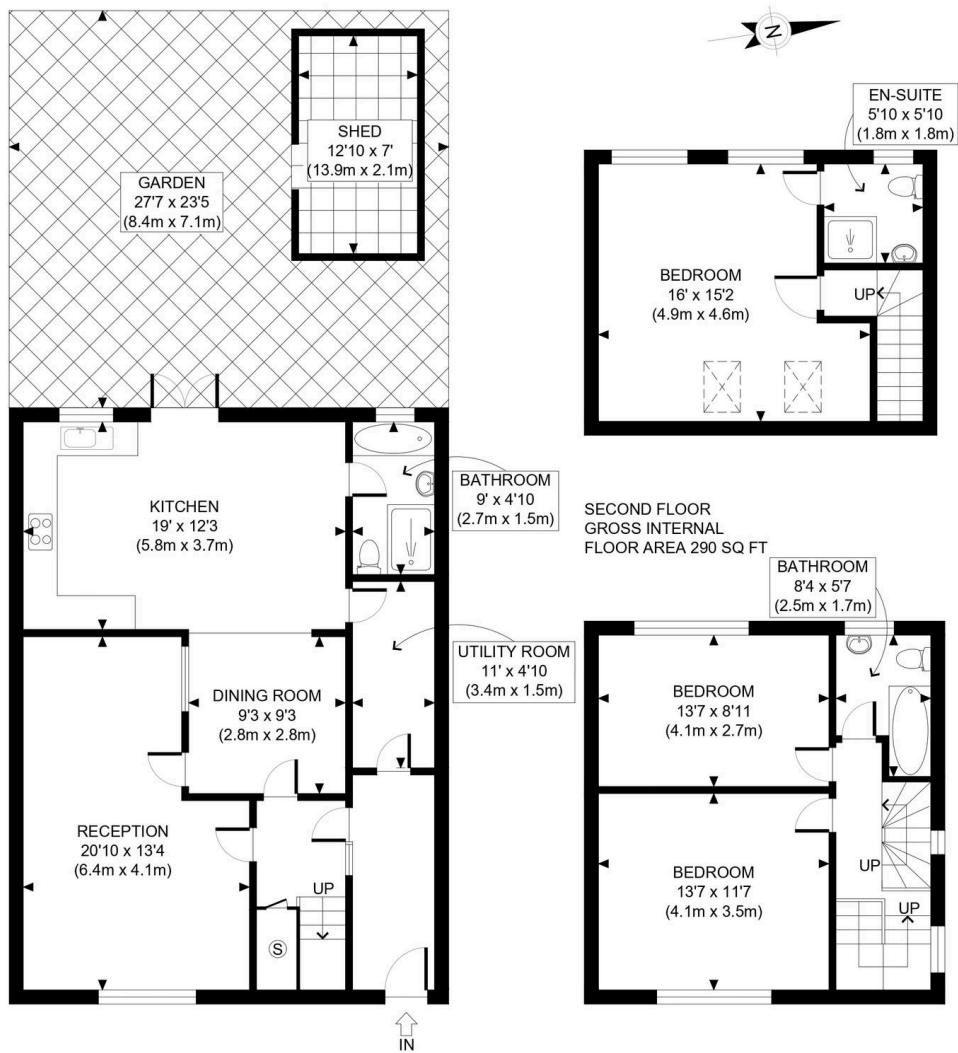 GARDEN
27'7 x 23'5
(8.4m x 7.1m)
SHED
12'10 x 7'
(13.9m x 2.1m)
N
EN-SUITE
5'10 x 5'10
(1.8m x 1.8m)
BEDROOM
16' x 15'2
(4.9m x 4.6m)
UP
KITCHEN
19' x 12'3
(5.8m x 3.7m)
BATHROOM
9' x 4'10
(2.7m x 1.5m)
SECOND FLOOR
GROSS INTERNAL
FLOOR AREA 290 SQ FT
DINING ROOM
9'3 x 9'3
(2.8m x 2.8m)
UTILITY ROOM
11' x 4'10
(3.4m x 1.5m)
RECEPTION
20'10 x 13'4
(6.4m x 4.1m)
UP
S
IN
BATHROOM
8'4 x 5'7
(2.5m x 1.7m)
BEDROOM
13'7 x 8'11
(4.1m x 2.7m)
BEDROOM
13'7 x 11'7
(4.1m x 3.5m)
UP
UP